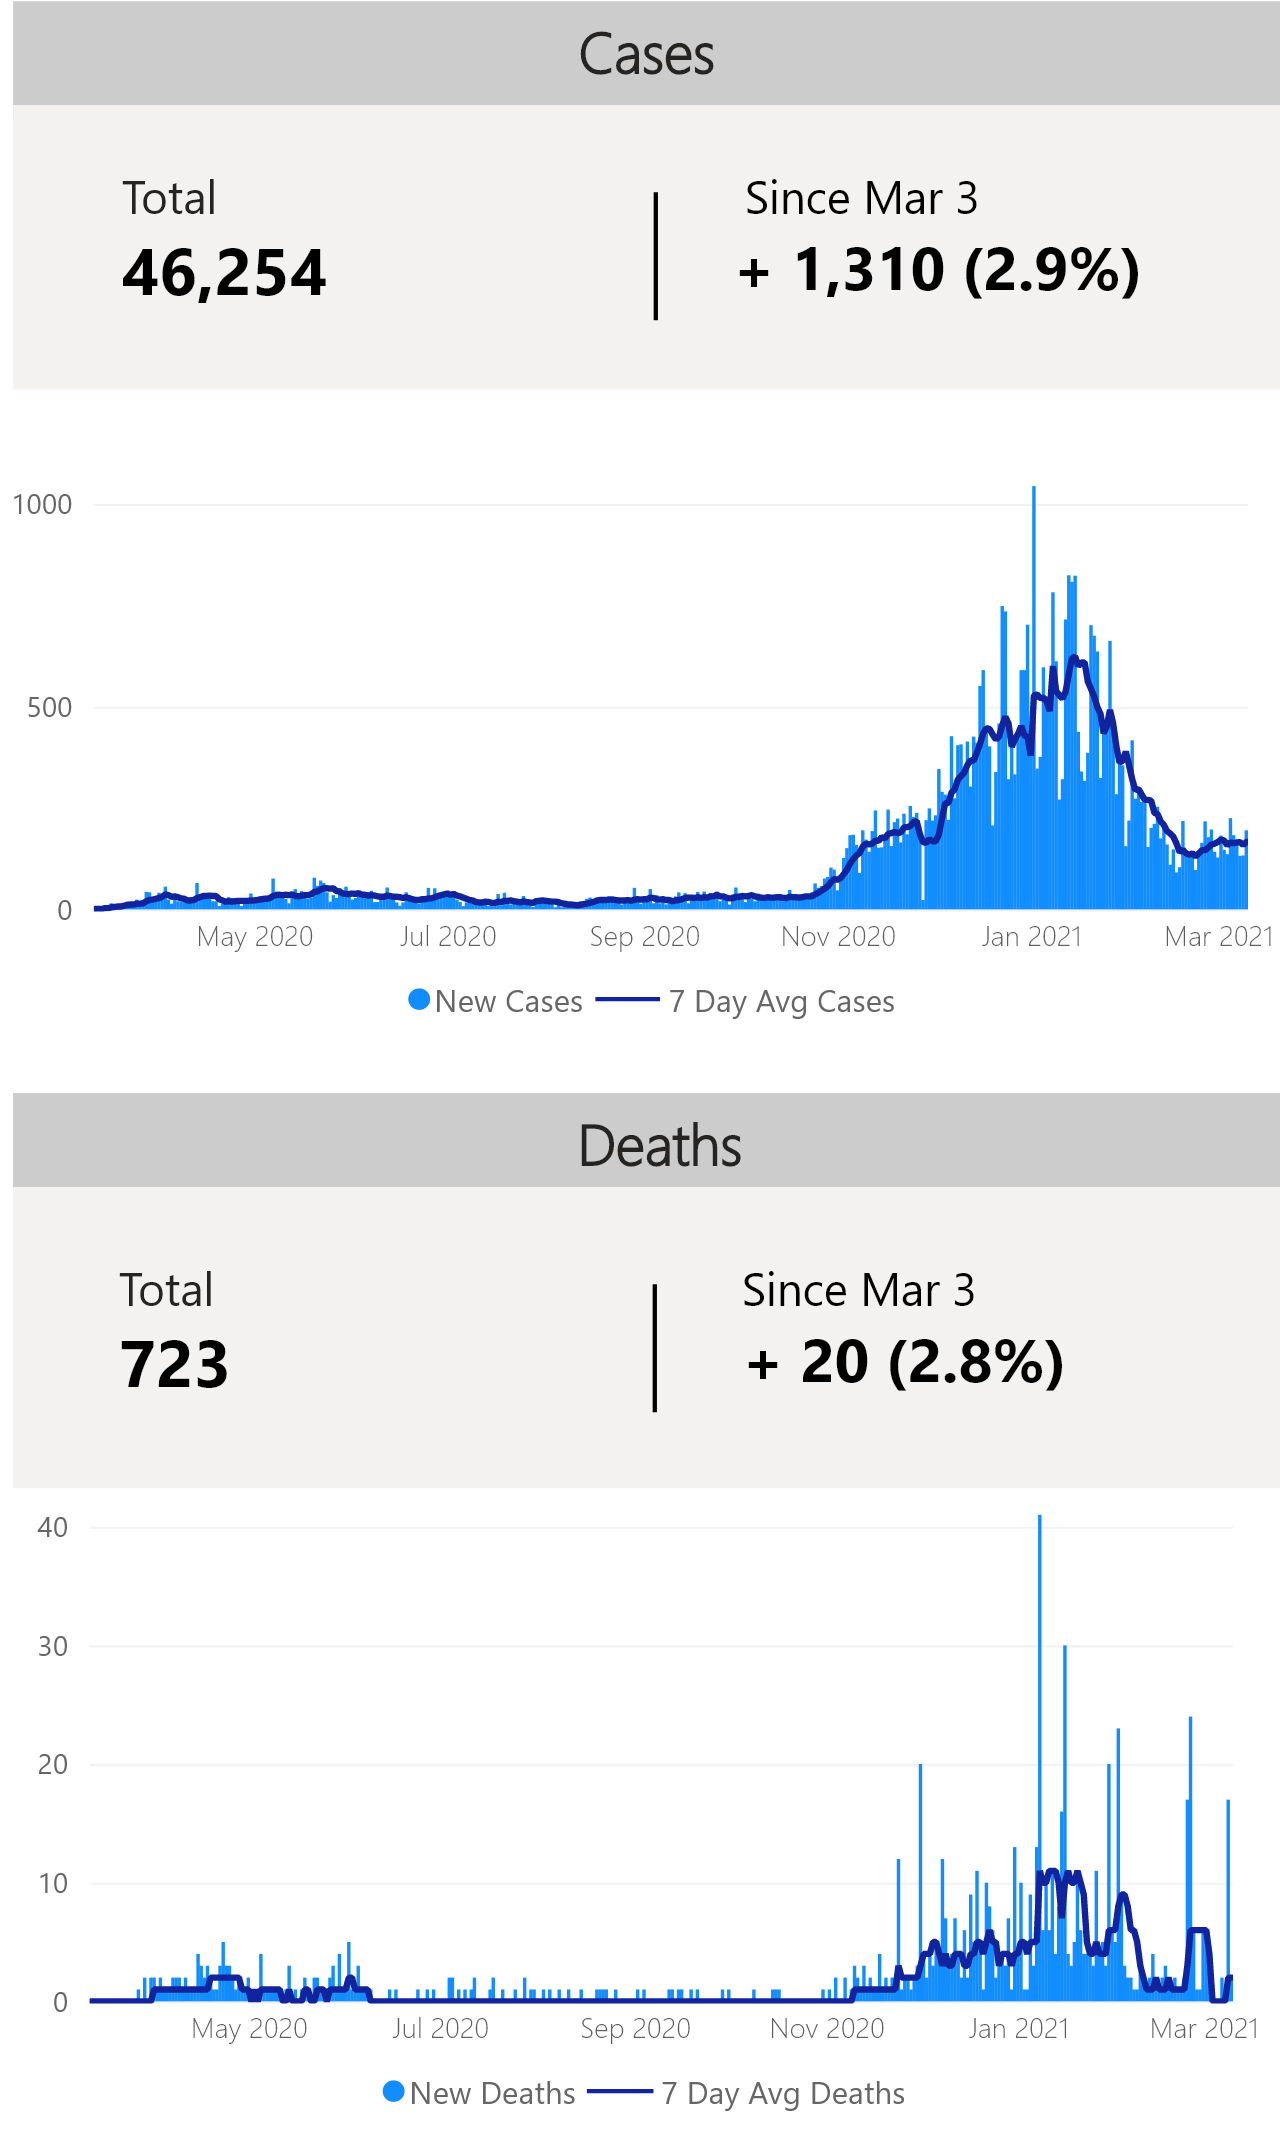 Cases
Total
Since Mar 3
46,254
+ 1,310 (2.9%)
1000
500
0
May 2020 Jul 2020 Sep 2020 Nov 2020 Jan 2021 Mar 2021
New Cases 7 Day Avg Cases
Deaths
Total
Since Mar 3
723
+ 20 (2.8%)
40
30
20
10
0
May 2020 Jul 2020 Sep 2020 Nov 2020 Jan 2021 Mar 2021
New Deaths 7 Day Avg Deaths